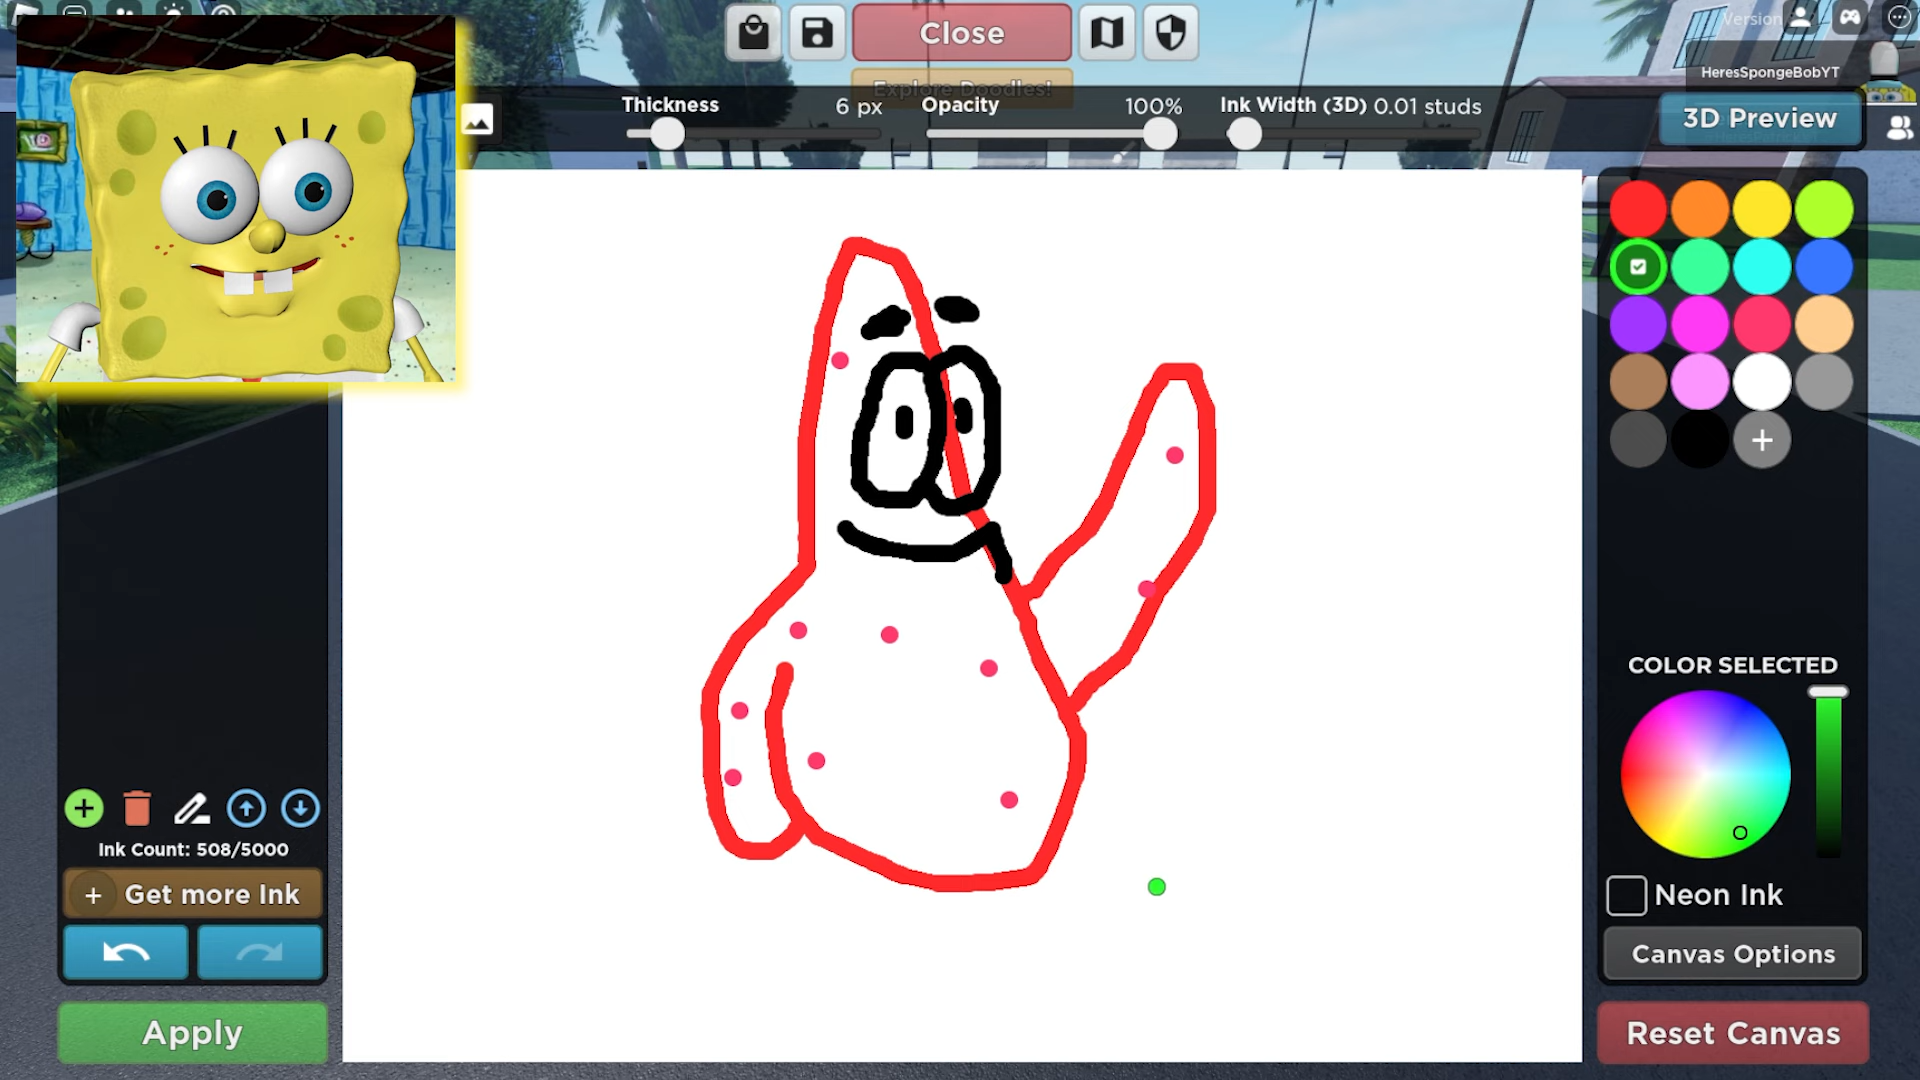 Version
Close
HeresSpongeBobYT
Explore Doodles!
Thickness 6 px Opacity 100% Ink Width (3D) 0.01 studs
3D Preview
COLOR SELECTED
Ink Count: 508/5000
+ Get more Ink
Neon Ink
Canvas Options
Apply
Reset Canvas